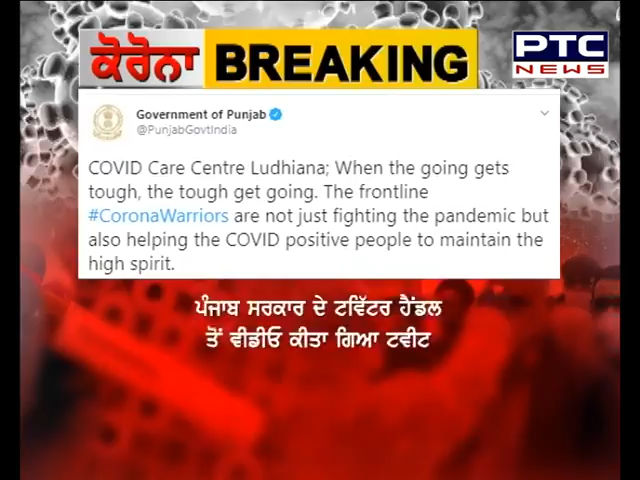 ਕੋਰੋਨਾ BREAKING
PTC
NEWS
Government of Punjab
@PunjabGovtIndia
COVID Care Centre Ludhiana; When the going gets
tough, the tough get going. The frontline
#CoronaWarriors are not just fighting the pandemic but
also helping the COVID positive people to maintain the
high spirit.
ਪੰਜਾਬ ਸਰਕਾਰ ਦੇ ਟਵਿੱਟਰ ਹੈਂਡਲ
ਤੋਂ ਵੀਡੀਓ ਕੀਤਾ ਗਿਆ ਟਵੀਟ